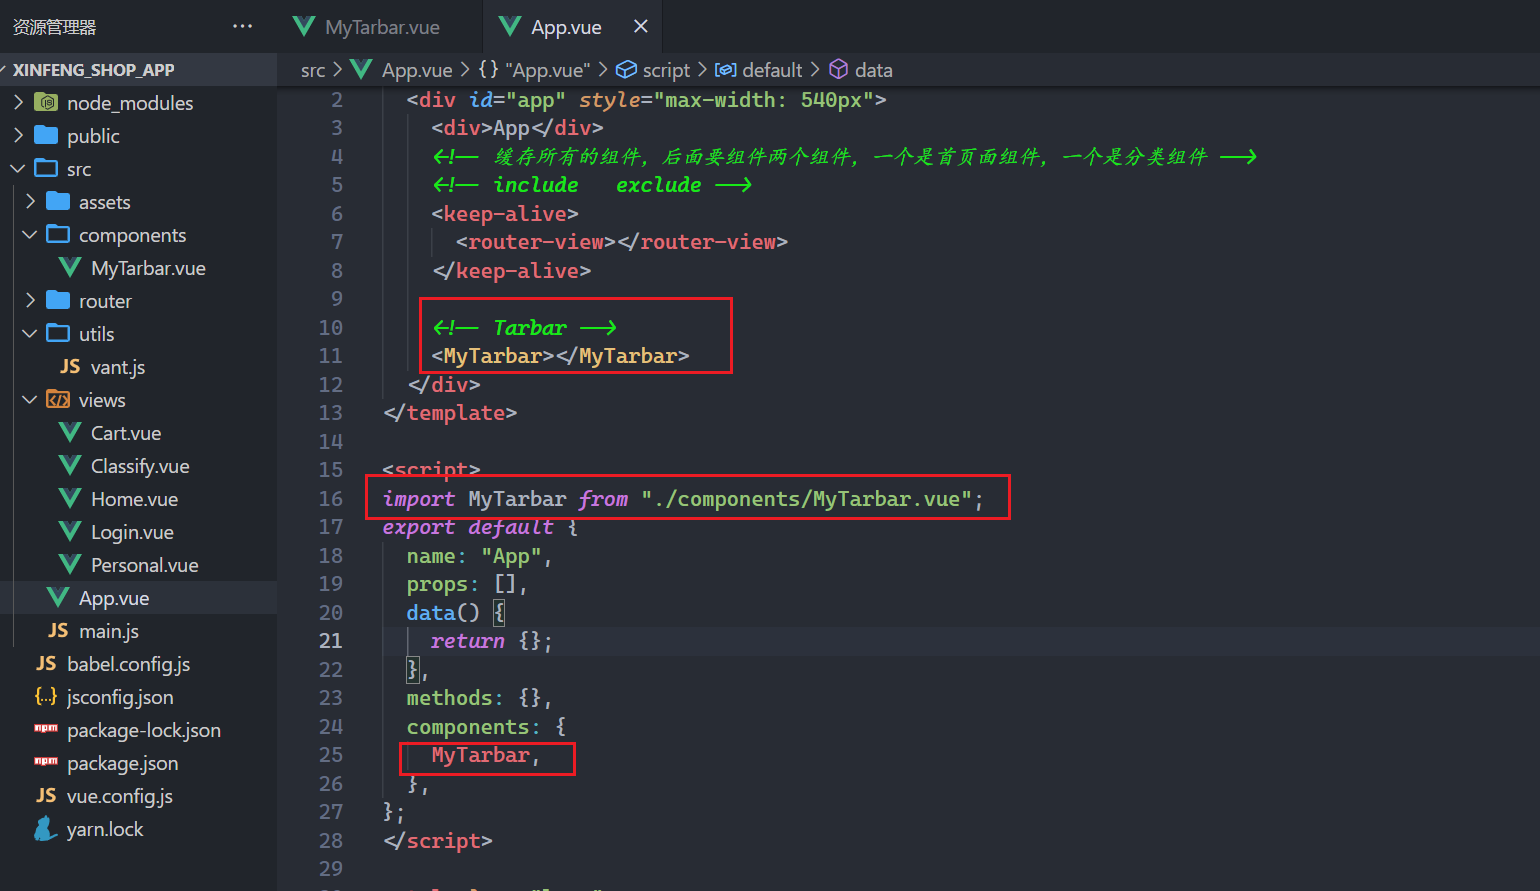 资源管理器 ···
XINFENG_SHOP_APP
node_modules
public
src
assets
components
MyTarbar.vue
router
utils
JS vant.js
views
Cart.vue
Classify.vue
Home.vue
Login.vue
Personal.vue
App.vue
JS main.js
JS babel.config.js
{..} jsconfig.json
npm package-lock.json
npm package.json
JS vue.config.js
yarn.lock
MyTarbar.vue App.vue ×
src > App.vue > {} "App.vue" > script > default > data
2 <div id="app" style="max-width: 540px">
3 <div>App</div>
4 <!-- 缓存所有的组件，后面要组件两个组件，一个是首页面组件，一个是分类组件 -->
5 <!-- include exclude -->
6 <keep-alive>
7 <router-view></router-view>
8 </keep-alive>
9
10 <!-- Tarbar -->
11 <MyTarbar></MyTarbar>
12 </div>
13 </template>
14
15 <script>
16 import MyTarbar from "./components/MyTarbar.vue";
17 export default {
18 name: "App",
19 props: [],
20 data() {
21 return {};
22 },
23 methods: {},
24 components: {
25 MyTarbar,
26 },
27 };
28 </script>
29